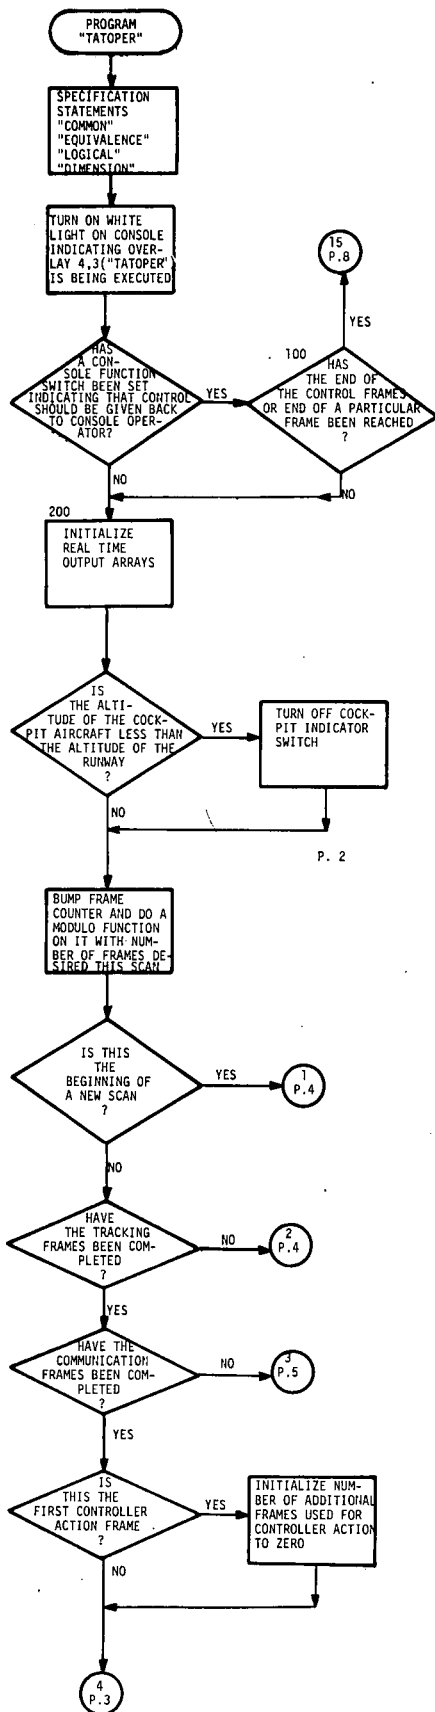 PROGRAM
"TATOPER"
SPECIFICATION
STATEMENTS
"COMMON"
"EQUIVALENCE"
"LOGICAL"
"DIMENSION"
TURN ON WHITE
LIGHT ON CONSOLE
INDICATING OVER-
LAY 4,3("TATOPER"
IS BEING EXECUTED
HAS
A CON-
SOLE FUNCTION
SWITCH BEEN SET
INDICATING THAT CONTROL
SHOULD BE GIVEN BACK
TO CONSOLE OPER-
ATOR?
YES
NO
15
P.8
YES
100
HAS
THE END OF
THE CONTROL FRAMES
OR END OF A PARTICULAR
FRAME BEEN REACHED
?
NO
200
INITIALIZE
REAL TIME
OUTPUT ARRAYS
IS
THE ALTI-
TUDE OF THE COCK-
PIT AIRCRAFT LESS THAN
THE ALTITUDE OF THE
RUNWAY
?
YES
TURN OFF COCK-
PIT INDICATOR
SWITCH
NO
P. 2
BUMP FRAME
COUNTER AND DO A
MODULO FUNCTION
ON IT WITH NUM-
BER OF FRAMES DE-
SIRED THIS SCAN
IS THIS
THE
BEGINNING OF
A NEW SCAN
?
YES
1
P.4
NO
HAVE
THE TRACKING
FRAMES BEEN COM-
PLETED
?
NO
2
P.4
YES
HAVE THE
COMMUNICATION
FRAMES BEEN COM-
PLETED
?
NO
3
P.5
YES
IS
THIS THE
FIRST CONTROLLER
ACTION FRAME
?
YES
INITIALIZE NUM-
BER OF ADDITIONAL
FRAMES USED FOR
CONTROLLER ACTION
TO ZERO
NO
4
P.3